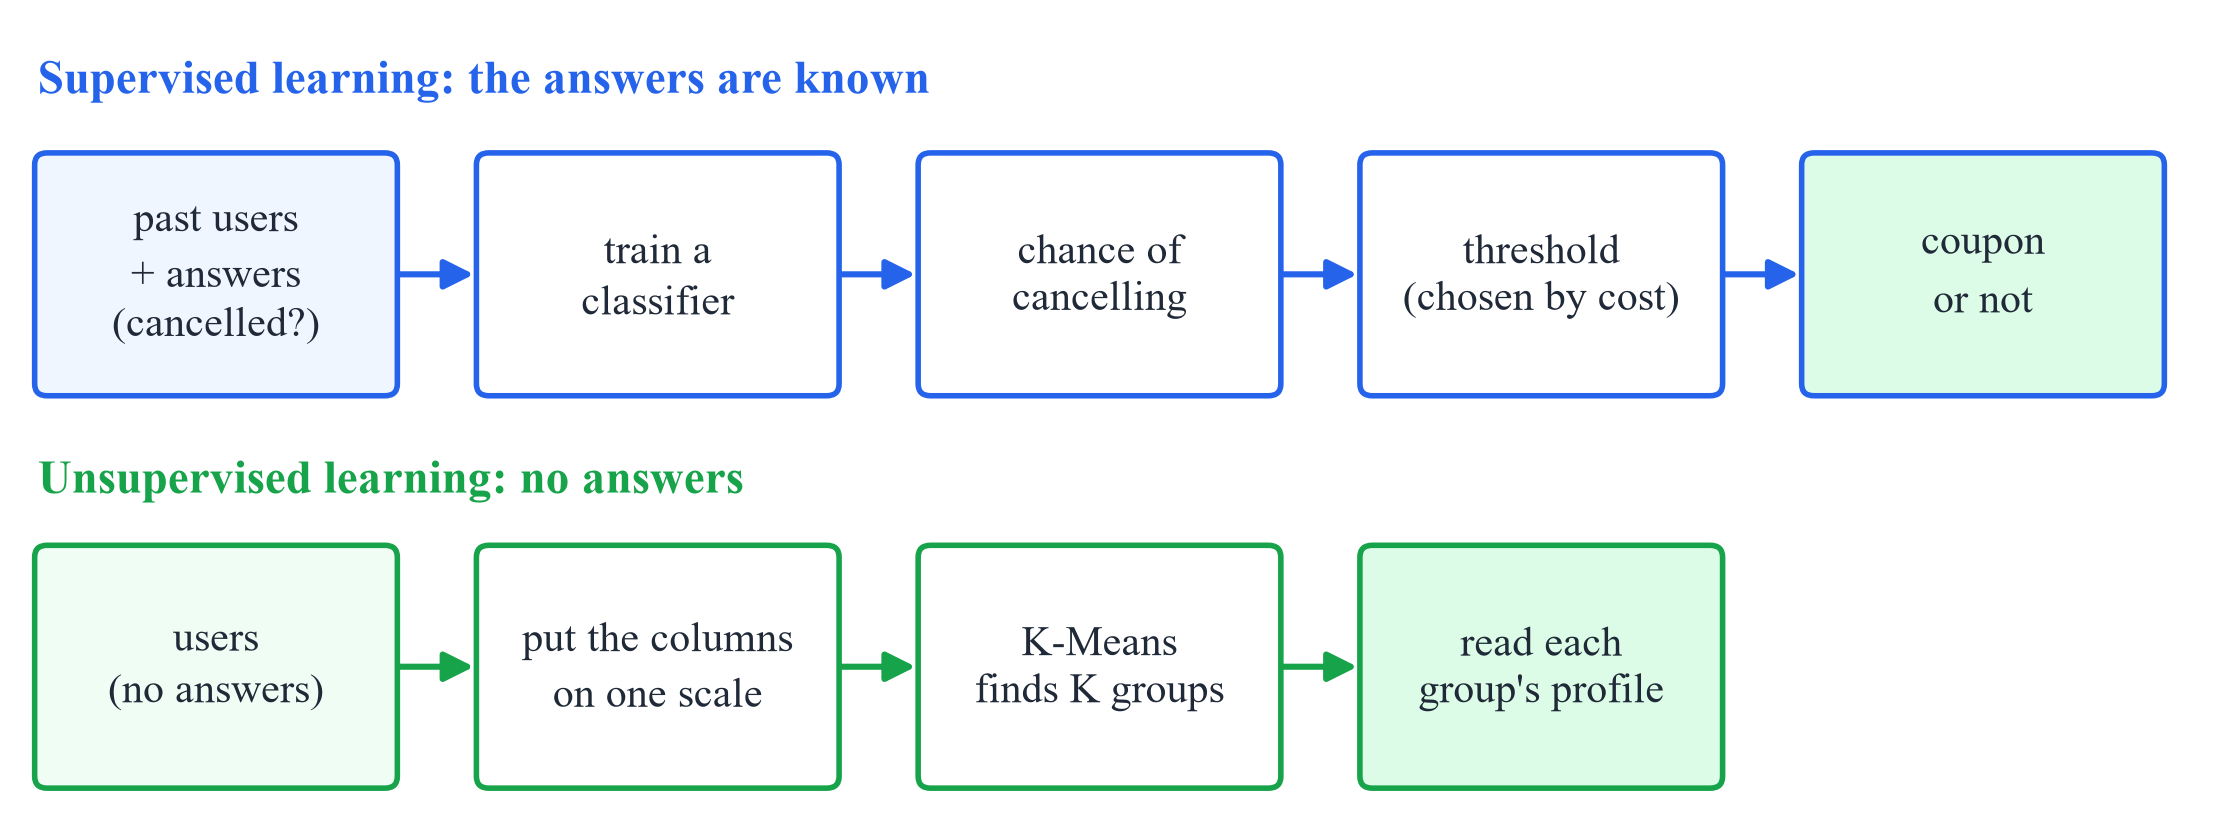 Supervised learning: the answers are known
past users
+ answers
(cancelled?)
train a
classifier
chance of
cancelling
threshold
(chosen by cost)
coupon
or not
Unsupervised learning: no answers
users
(no answers)
put the columns
on one scale
K-Means
finds K groups
read each
group's profile